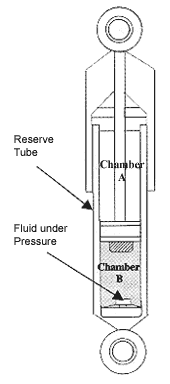 Reserve
Tube
Chamber
A
Fluid under
Pressure
Chamber
B